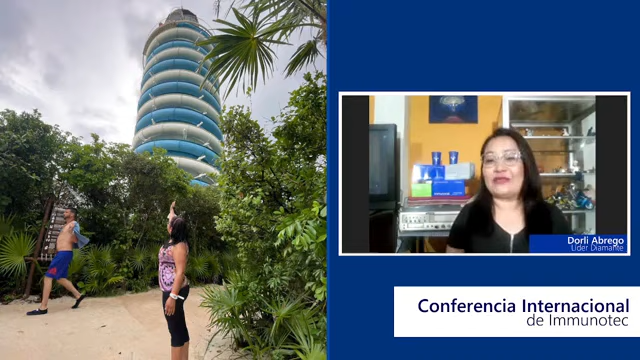 Dorli Abrego
Líder Diamante
Conferencia Internacional
de Immunotec